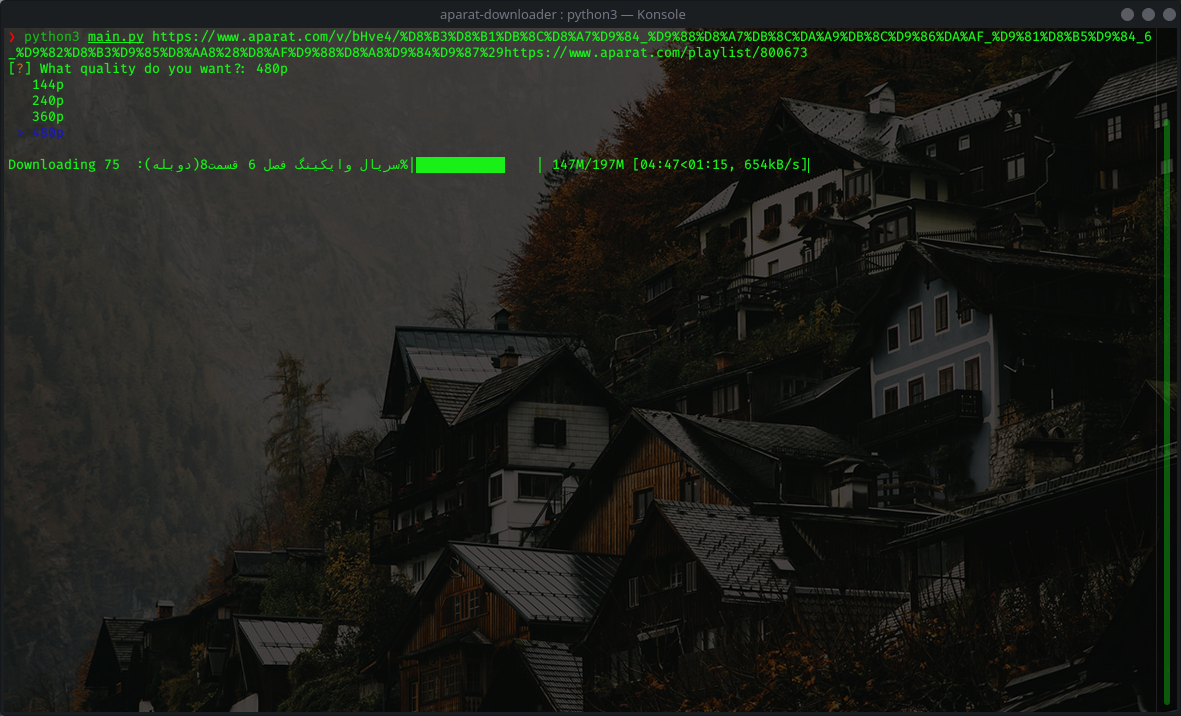 aparat-downloader : python3 — Konsole
❯ python3 main.py https://www.aparat.com/v/bHve4/%D8%B3%D8%B1%DB%8C%D8%A7%D9%84_%D9%88%D8%A7%DB%8C%DA%A9%DB%8C%D9%86%DA%AF_%D9%81%D8%B5%D9%84_6
_%D9%82%D8%B3%D9%85%D8%AA8%28%D8%AF%D9%88%D8%A8%D9%84%D9%87%29https://www.aparat.com/playlist/800673
[?] What quality do you want?: 480p
144p
240p
360p
> 480p
Downloading سریال وایکینگ فصل 6 قسمت8(دوبله): 75%| | 147M/197M [04:47<01:15, 654kB/s]